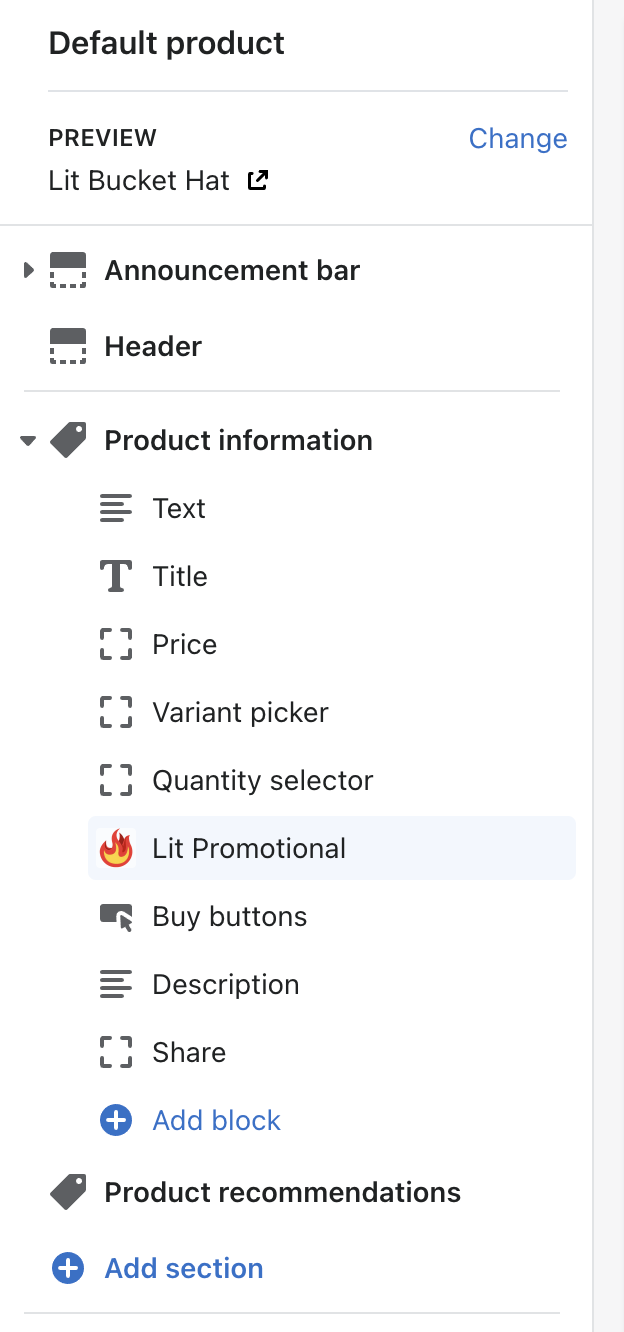 Default product
PREVIEW
Change
Lit Bucket Hat
Announcement bar
Header
Product information
Text
Title
Price
Variant picker
Quantity selector
Lit Promotional
Buy buttons
Description
Share
Add block
Product recommendations
Add section